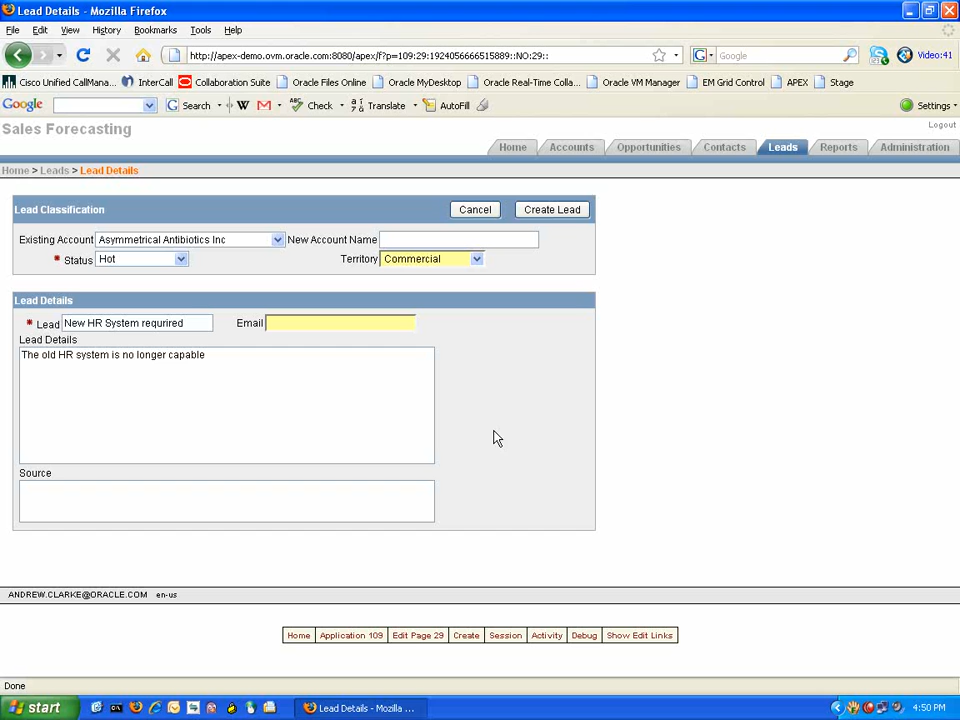 Lead Details - Mozilla Firefox
File Edit View History Bookmarks Tools Help
http://apex-demo.ovm.oracle.com:8080/apex/f?p=109:29:1924056666515889::NO:29:: Google Video:41
Cisco Unified CallMana... InterCall Collaboration Suite Oracle Files Online Oracle MyDesktop Oracle Real-Time Colla... Oracle VM Manager EM Grid Control APEX Stage
Google Search W M Check Translate AutoFill Settings
Sales Forecasting
Logout
Home Accounts Opportunities Contacts Leads Reports Administration
Home > Leads > Lead Details
Lead Classification Cancel Create Lead
Existing Account Asymmetrical Antibiotics Inc New Account Name
* Status Hot Territory Commercial
Lead Details
* Lead New HR System requrired Email
Lead Details
The old HR system is no longer capable
Source
ANDREW.CLARKE@ORACLE.COM en-us
Home Application 109 Edit Page 29 Create Session Activity Debug Show Edit Links
Done
start Lead Details - Mozilla ... 4:50 PM